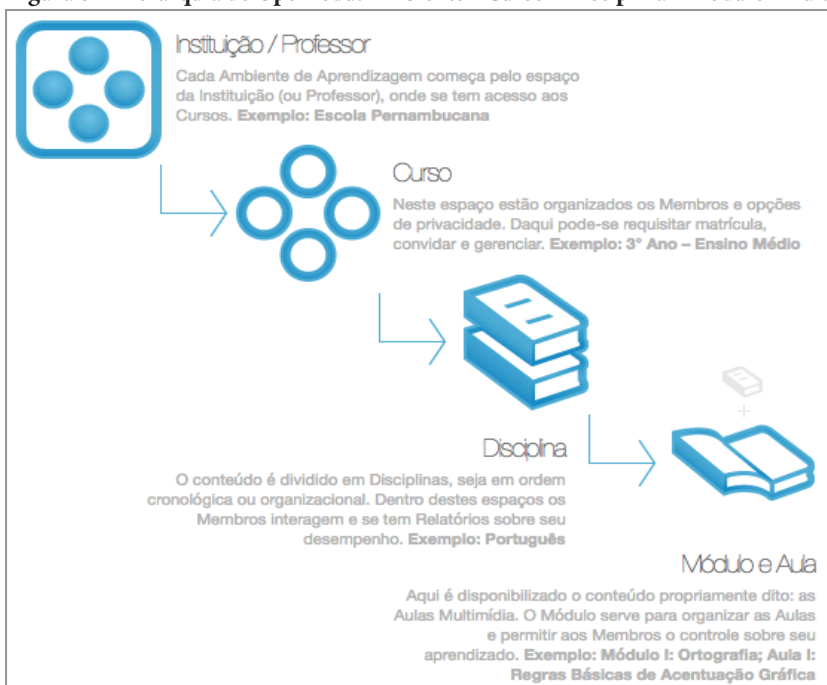 Instituição / Professor
Cada Ambiente de Aprendizagem começa pelo espaço
da Instituição (ou Professor), onde se tem acesso aos
Cursos. Exemplo: Escola Pernambucana
Curso
Neste espaço estão organizados os Membros e opções
de privacidade. Daqui pode-se requisitar matrícula,
convidar e gerenciar. Exemplo: 3° Ano – Ensino Médio
Disciplina
O conteúdo é dividido em Disciplinas, seja em ordem
cronológica ou organizacional. Dentro destes espaços os
Membros interagem e se tem Relatórios sobre seu
desempenho. Exemplo: Português
+
Módulo e Aula
Aqui é disponibilizado o conteúdo propriamente dito: as
Aulas Multimídia. O Módulo serve para organizar as Aulas
e permitir aos Membros o controle sobre seu
aprendizado. Exemplo: Módulo I: Ortografia; Aula I:
Regras Básicas de Acentuação Gráfica